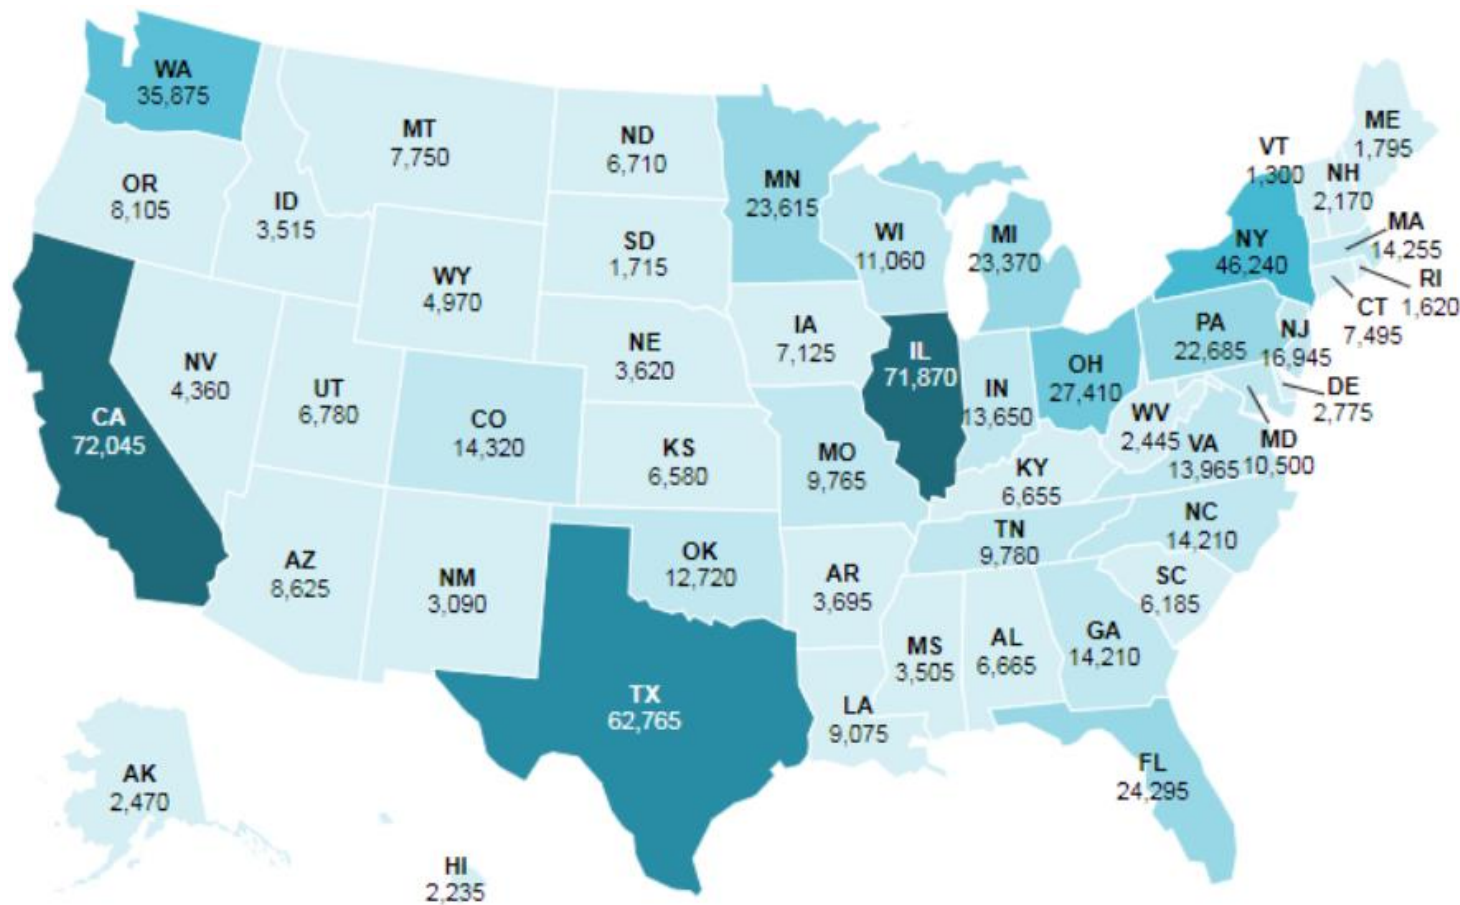 WA
35,875
MT
7,750
ND
6,710
MN
23,615
OR
8,105
ID
3,515
WY
4,970
SD
1,715
WI
11,060
MI
23,370
VT
1,300
ME
1,795
NH
2,170
NY
46,240
MA
14,255
RI
1,620
CT
7,495
NV
4,360
UT
6,780
CO
14,320
NE
3,620
IA
7,125
IL
71,870
IN
13,650
OH
27,410
PA
22,685
NJ
16,945
DE
2,775
CA
72,045
KS
6,580
MO
9,765
KY
6,655
WV
2,445
VA
13,965
MD
10,500
AZ
8,625
NM
3,090
OK
12,720
AR
3,695
TN
9,780
NC
14,210
SC
6,185
TX
62,765
LA
9,075
MS
3,505
AL
6,665
GA
14,210
FL
24,295
AK
2,470
HI
2,235